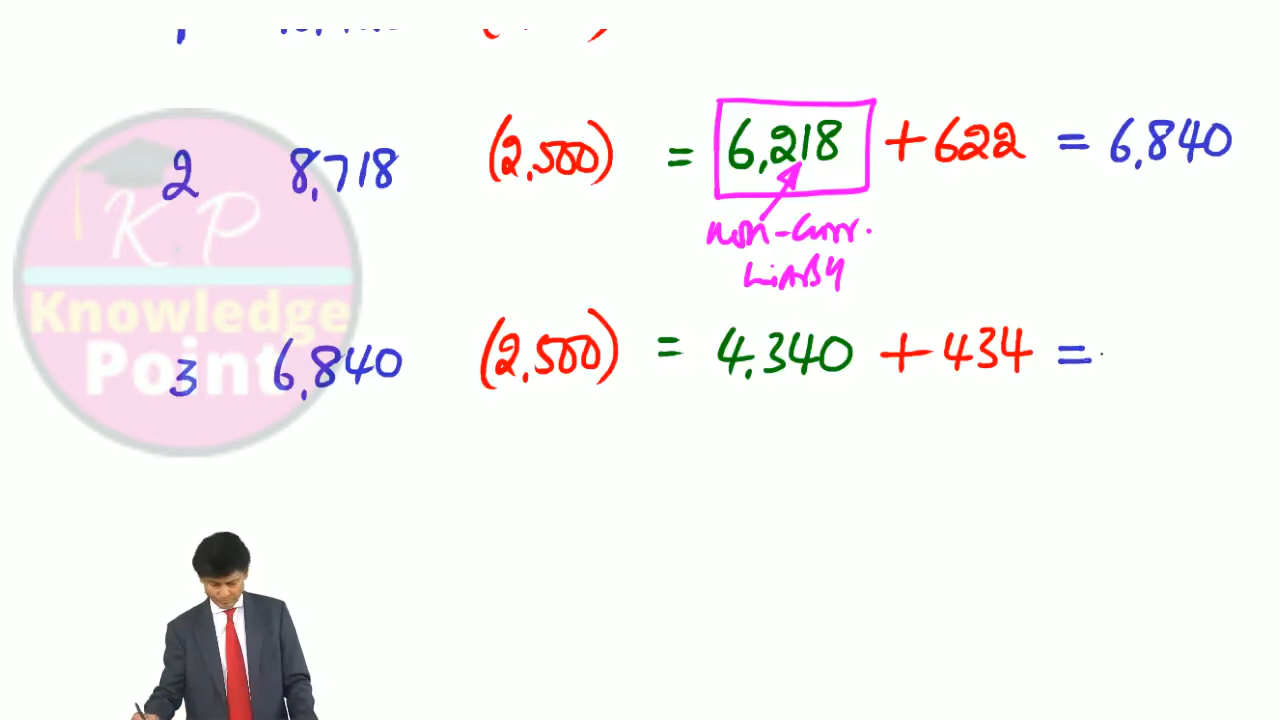 2 8,718 (2,500) = 6,218 + 622 = 6,840
non-curr.
LiABY
3 6,840 (2,500) = 4,340 + 434 =
K P
Knowledge
Point